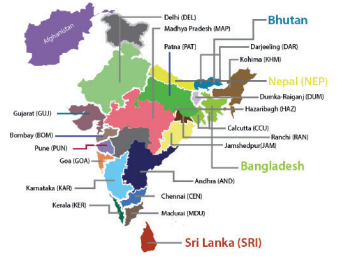 Afghanistan
Delhi (DEL)
Madhya Pradesh (MAP)
Bhutan
Patna (PAT)
Darjeeling (DAR)
Kohima (KHM)
Nepal (NEP)
Dumka-Raiganj (DUM)
Gujarat (GUJ)
Hazaribagh (HAZ)
Calcutta (CCU)
Bombay (BOM)
Ranchi (RAN)
Pune (PUN)
Jamshedpur(JAM)
Goa (GOA)
Bangladesh
Karnataka (KAR)
Andhra (AND)
Chennai (CEN)
Kerala (KER)
Madurai (MDU)
Sri Lanka (SRI)